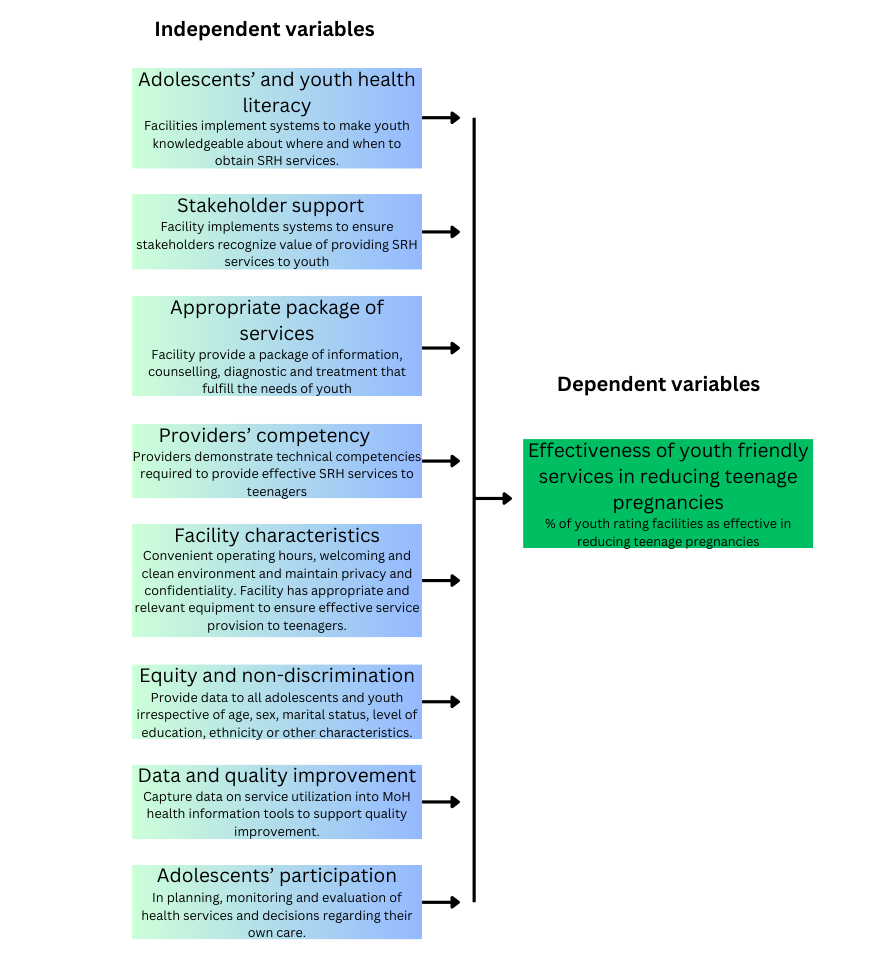 Independent variables
Adolescents’ and youth health
literacy
Facilities implement systems to make youth
knowledgeable about where and when to
obtain SRH services.
Stakeholder support
Facility implements systems to ensure
stakeholders recognize value of providing SRH
services to youth
Appropriate package of
services
Facility provide a package of information,
counselling, diagnostic and treatment that
fulfill the needs of youth
Providers’ competency
Providers demonstrate technical competencies
required to provide effective SRH services to
teenagers
Facility characteristics
Convenient operating hours, welcoming and
clean environment and maintain privacy and
confidentiality. Facility has appropriate and
relevant equipment to ensure effective service
provision to teenagers.
Equity and non-discrimination
Provide data to all adolescents and youth
irrespective of age, sex, marital status, level of
education, ethnicity or other characteristics.
Data and quality improvement
Capture data on service utilization into MoH
health information tools to support quality
improvement.
Adolescents’ participation
In planning, monitoring and evaluation of
health services and decisions regarding their
own care.
Dependent variables
Effectiveness of youth friendly
services in reducing teenage
pregnancies
% of youth rating facilities as effective in
reducing teenage pregnancies